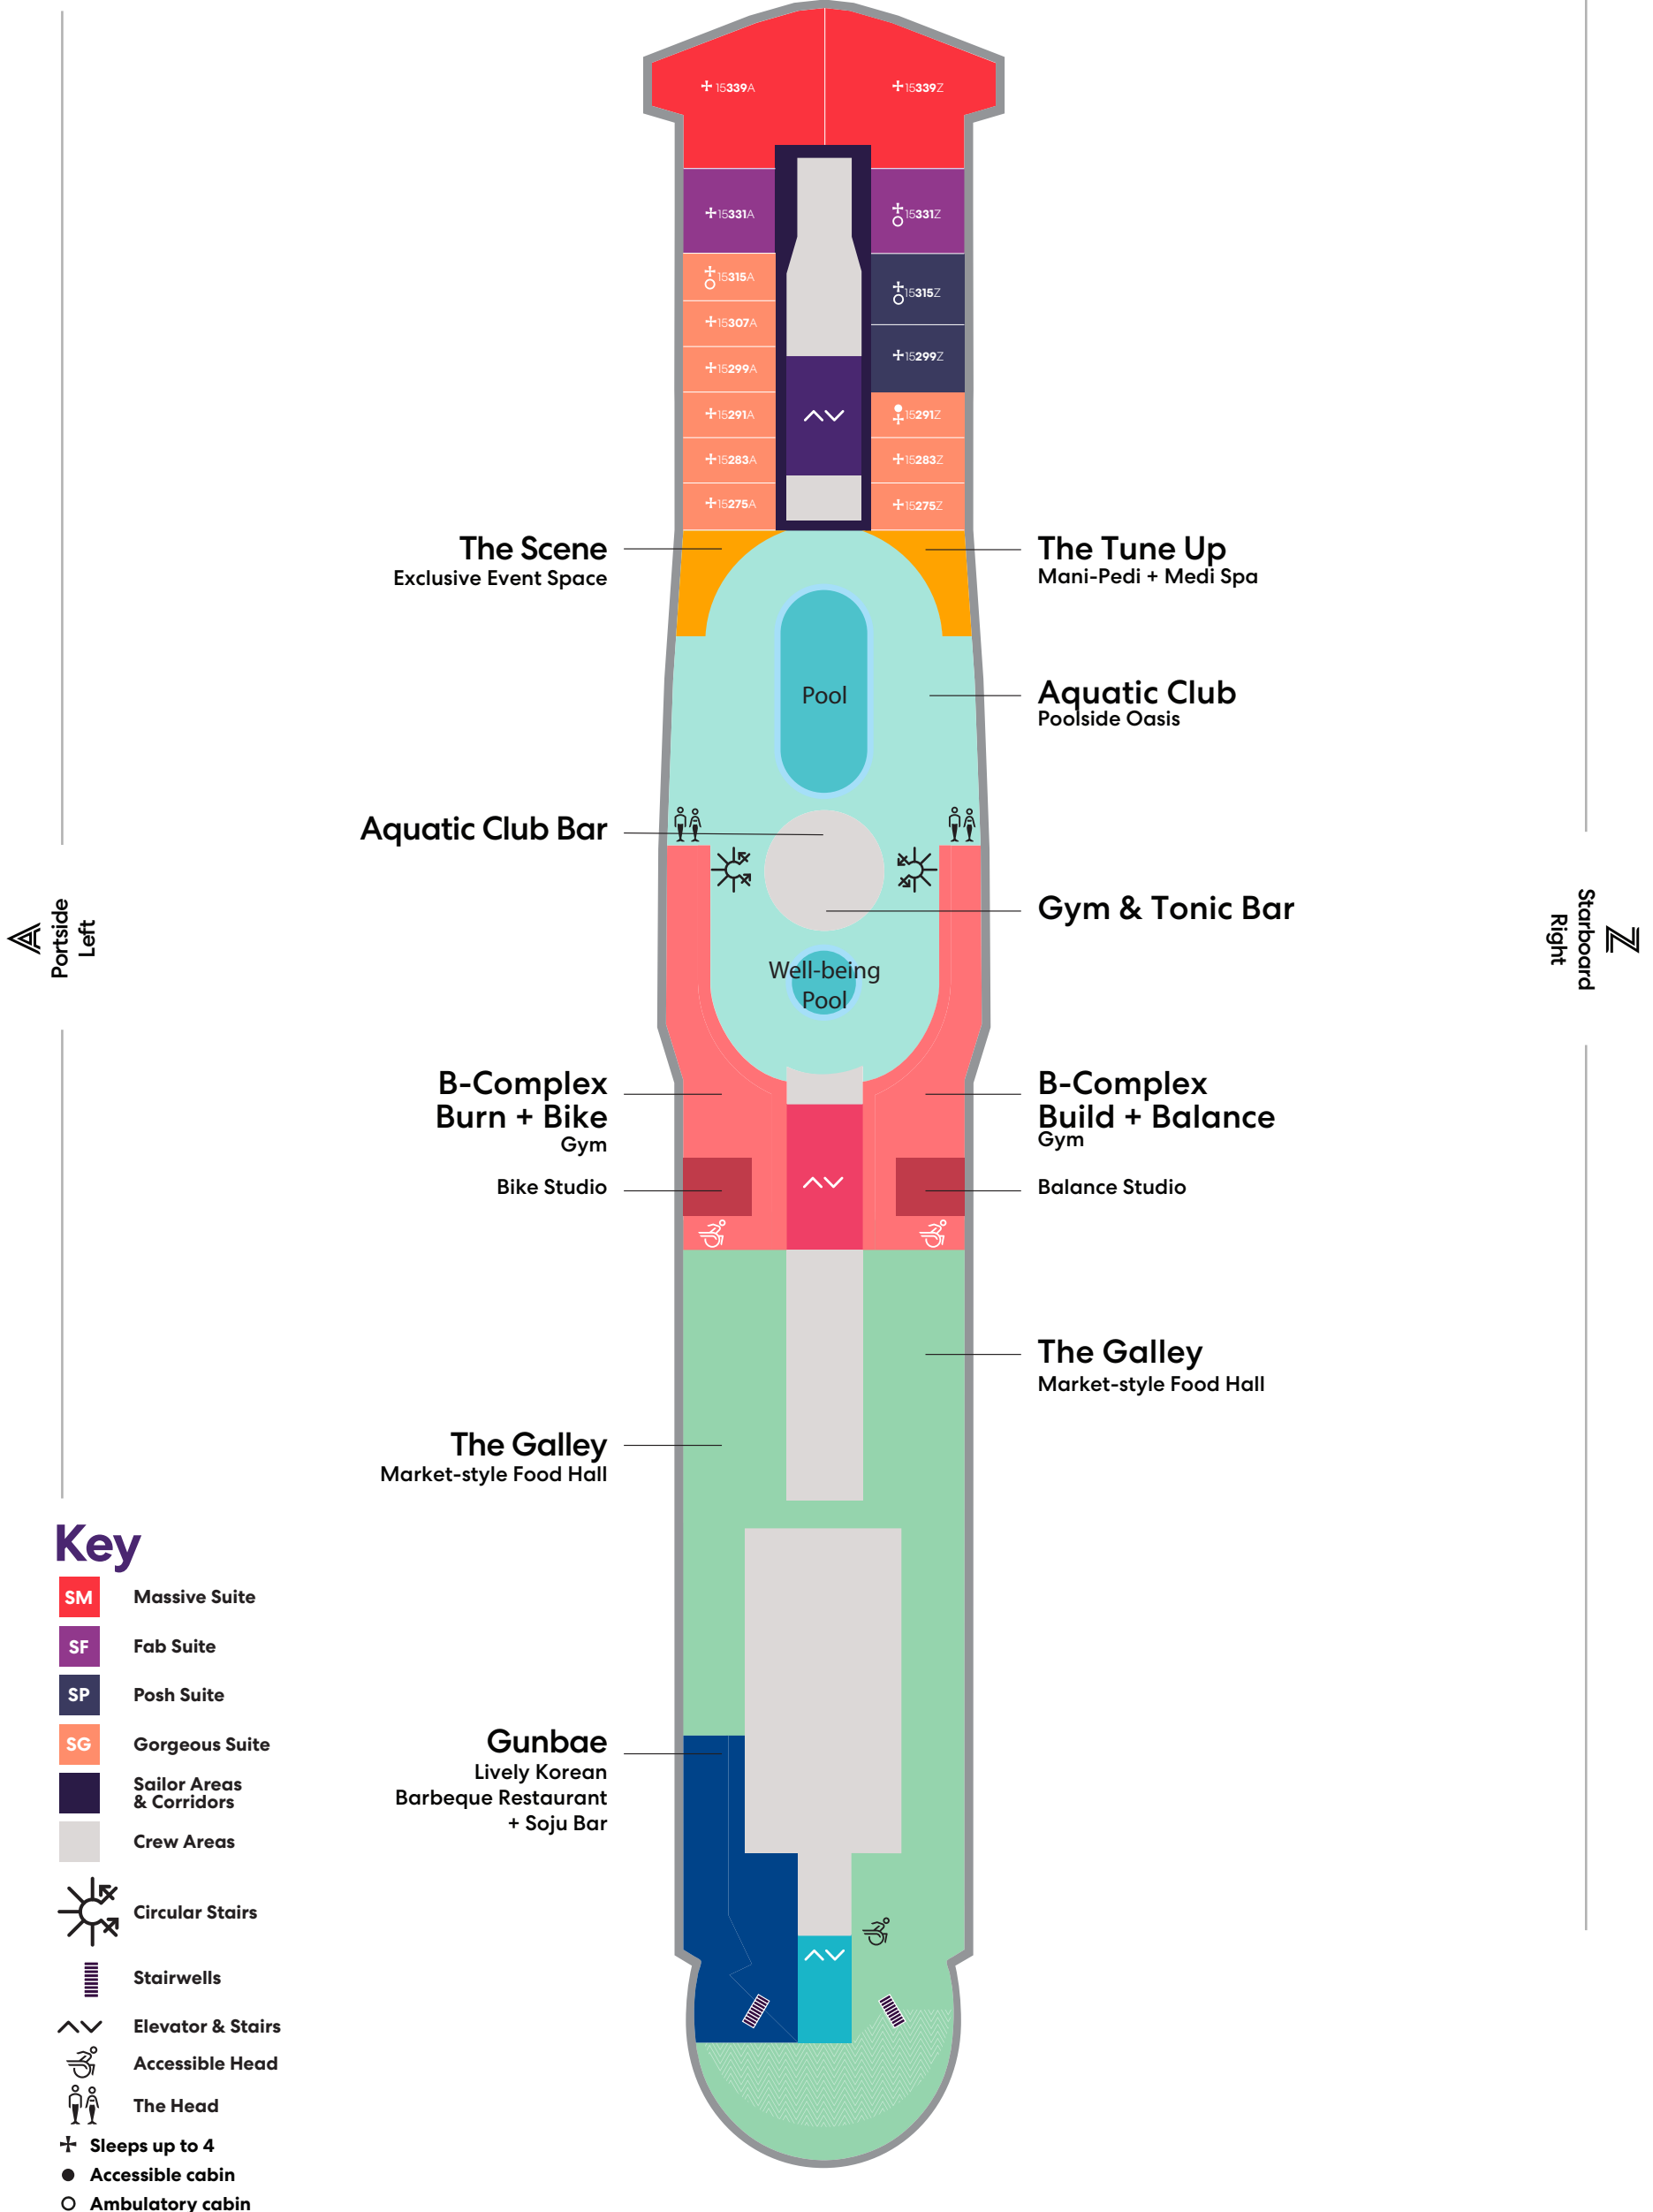 15339A
15339Z
15331A
15331Z
15315A
15315Z
15307A
15299A
15299Z
15291A
15291Z
15283A
15283Z
15275A
15275Z
The Scene
Exclusive Event Space
The Tune Up
Mani-Pedi + Medi Spa
Pool
Aquatic Club
Poolside Oasis
Aquatic Club Bar
Gym & Tonic Bar
A
Portside
Left
Starboard
Right
Z
Well-being
Pool
B-Complex
Burn + Bike
Gym
B-Complex
Build + Balance
Gym
Bike Studio
Balance Studio
The Galley
Market-style Food Hall
The Galley
Market-style Food Hall
Gunbae
Lively Korean
Barbeque Restaurant
+ Soju Bar
Key
SM Massive Suite
SF Fab Suite
SP Posh Suite
SG Gorgeous Suite
Sailor Areas
& Corridors
Crew Areas
Circular Stairs
Stairwells
Elevator & Stairs
Accessible Head
The Head
Sleeps up to 4
Accessible cabin
Ambulatory cabin